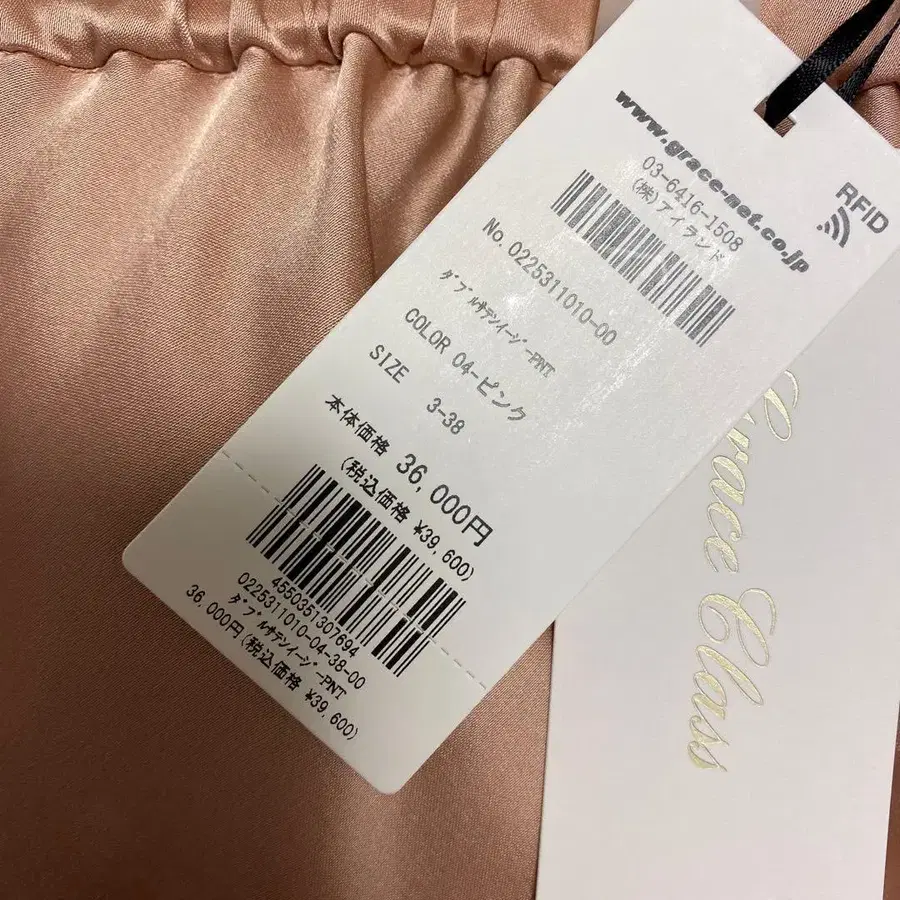 www.grace-net.co.jp
03-6416-1508
(株)アイランド
RFID
No. 0225311010-00
ﾀﾞﾌﾞﾙｻﾃﾝｲｰｼﾞｰPNT
COLOR 04-ピンク
SIZE 3-38
本体価格 36,000円
(税込価格 ¥39,600)
4550351307694
0225311010-04-38-00
ﾀﾞﾌﾞﾙｻﾃﾝｲｰｼﾞｰPNT
36,000円(税込価格 ¥39,600)
Grace Class